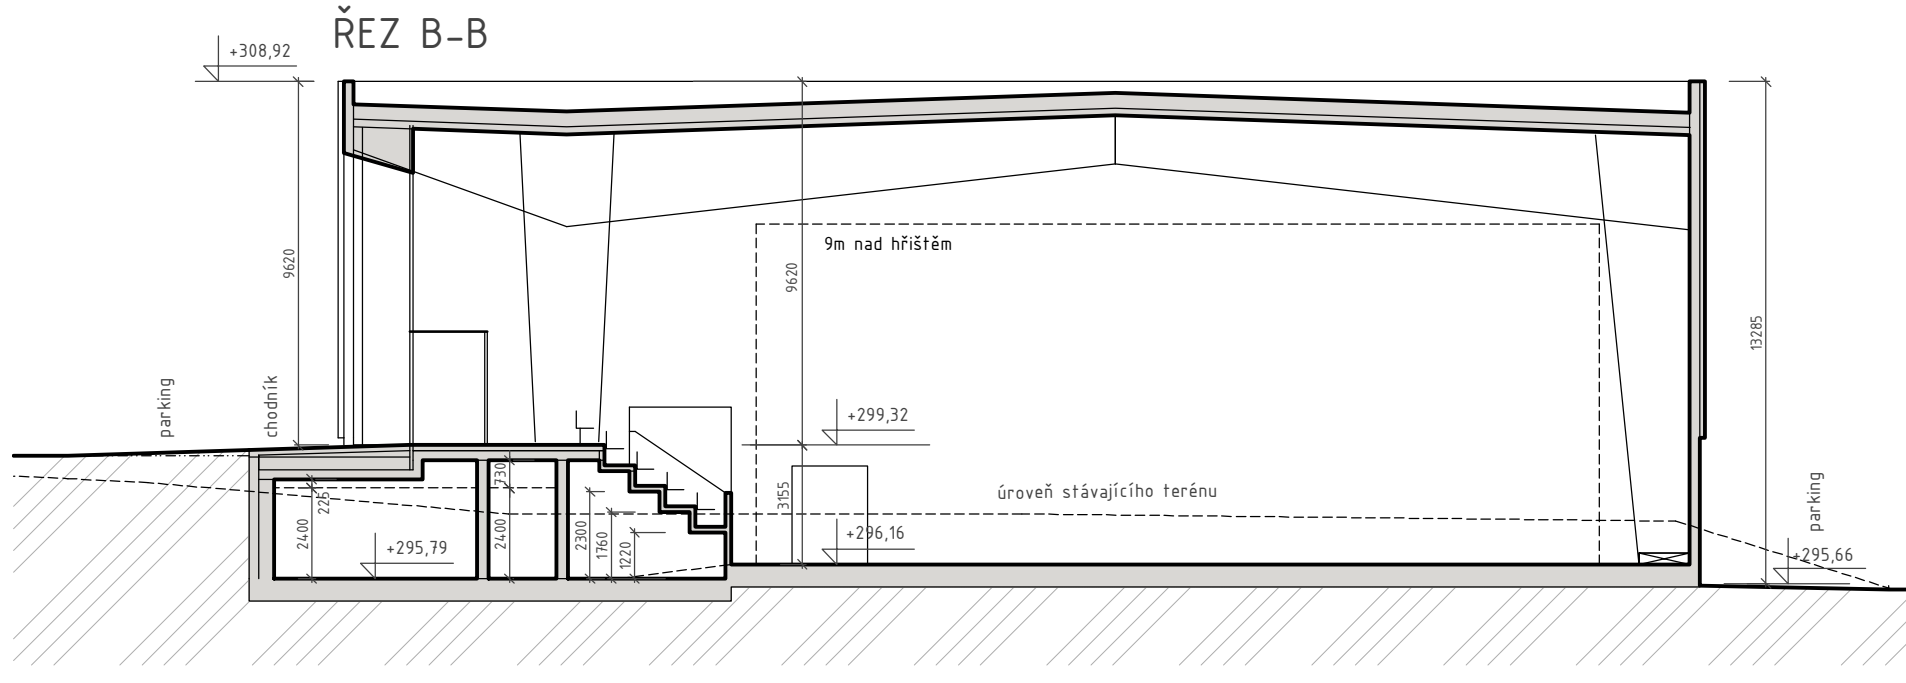 ŘEZ B-B
+308,92
9620
9620
13285
9m nad hřištěm
parking
chodník
+299,32
3155
+296,16
úroveň stávajícího terénu
parking
+295,66
225
2400
+295,79
730
2400
2300
1760
1220